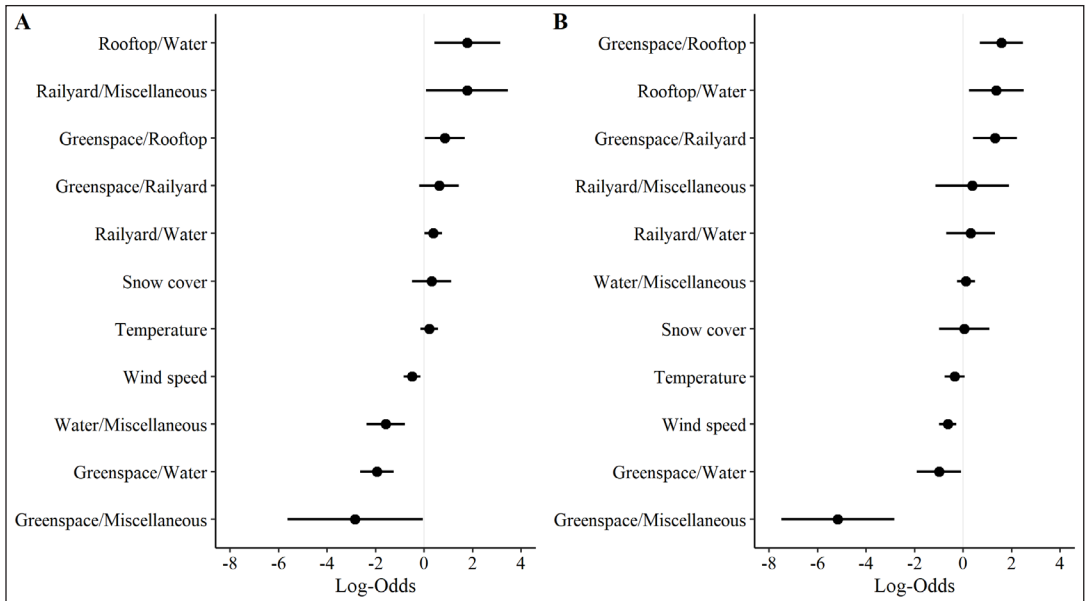 A
Rooftop/Water
Railyard/Miscellaneous
Greenspace/Rooftop
Greenspace/Railyard
Railyard/Water
Snow cover
Temperature
Wind speed
Water/Miscellaneous
Greenspace/Water
Greenspace/Miscellaneous
-8 -6 -4 -2 0 2 4
Log-Odds
B
Greenspace/Rooftop
Rooftop/Water
Greenspace/Railyard
Railyard/Miscellaneous
Railyard/Water
Water/Miscellaneous
Snow cover
Temperature
Wind speed
Greenspace/Water
Greenspace/Miscellaneous
-8 -6 -4 -2 0 2 4
Log-Odds